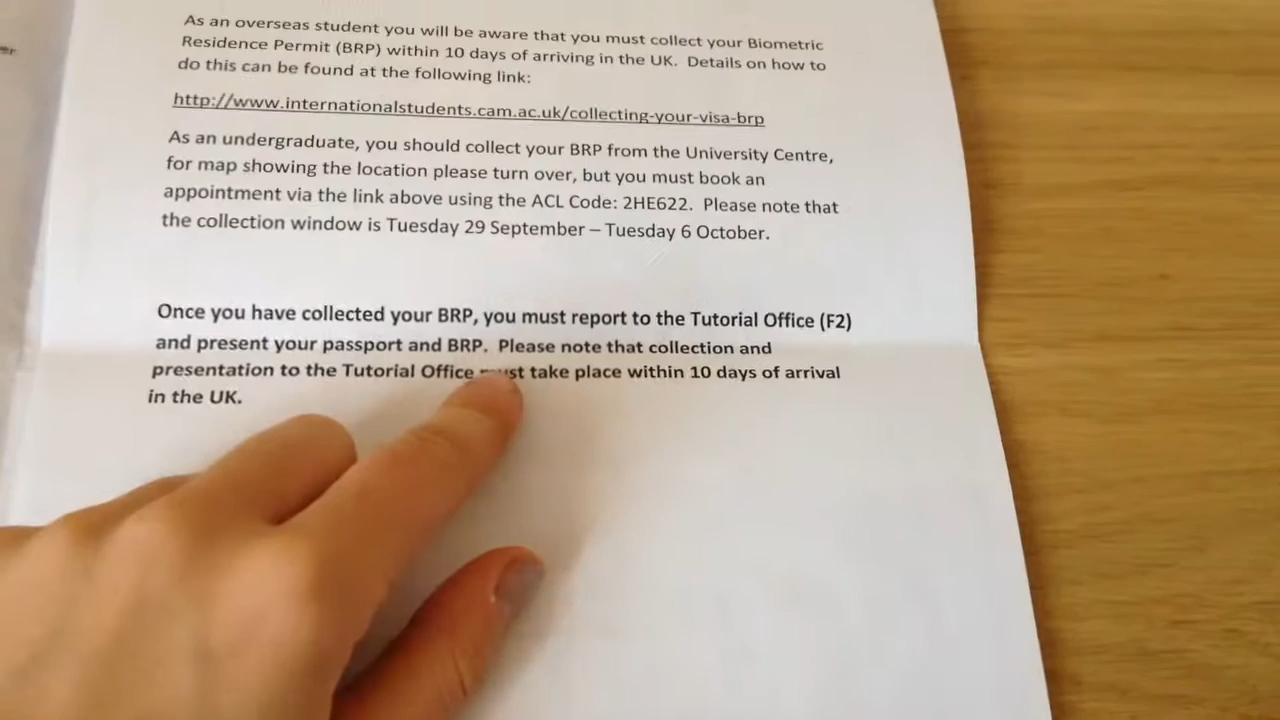 As an overseas student you will be aware that you must collect your Biometric
Residence Permit (BRP) within 10 days of arriving in the UK. Details on how to
do this can be found at the following link:
http://www.internationalstudents.cam.ac.uk/collecting-your-visa-brp
As an undergraduate, you should collect your BRP from the University Centre,
for map showing the location please turn over, but you must book an
appointment via the link above using the ACL Code: 2HE622. Please note that
the collection window is Tuesday 29 September – Tuesday 6 October.
Once you have collected your BRP, you must report to the Tutorial Office (F2)
and present your passport and BRP. Please note that collection and
presentation to the Tutorial Office must take place within 10 days of arrival
in the UK.